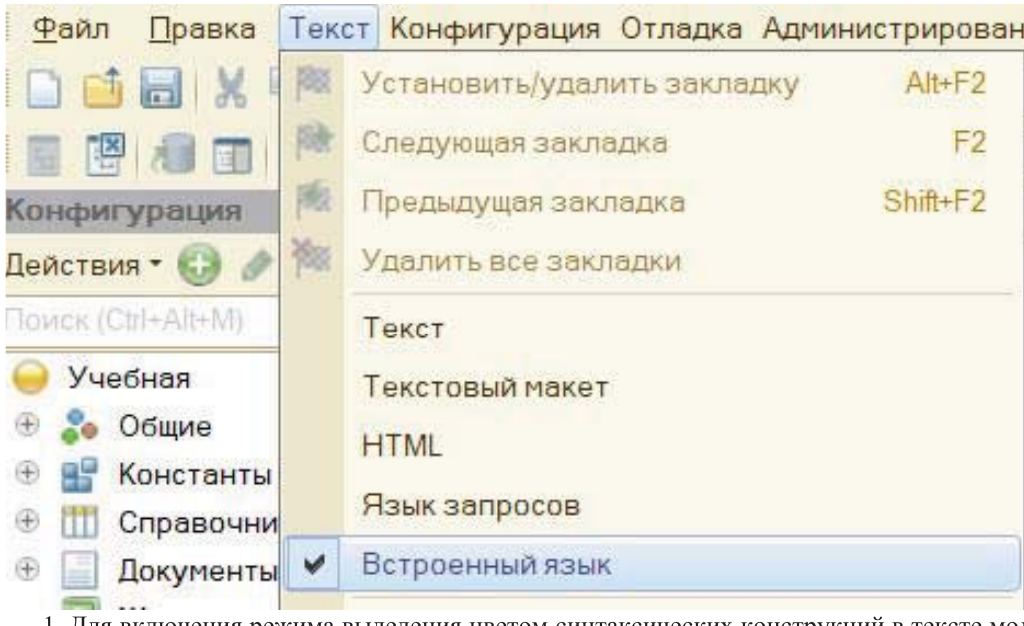 Файл Правка Текст Конфигурация Отладка Администрирован
Установить/удалить закладку Alt+F2
Следующая закладка F2
Предыдущая закладка Shift+F2
Удалить все закладки
Текст
Текстовый макет
HTML
Язык запросов
Встроенный язык
Конфигурация
Действия
Поиск (Ctrl+Alt+M)
Учебная
Общие
Константы
Справочни
Документы
1. Для включения режима выделения цветом синтаксических конструкций в тексте мод